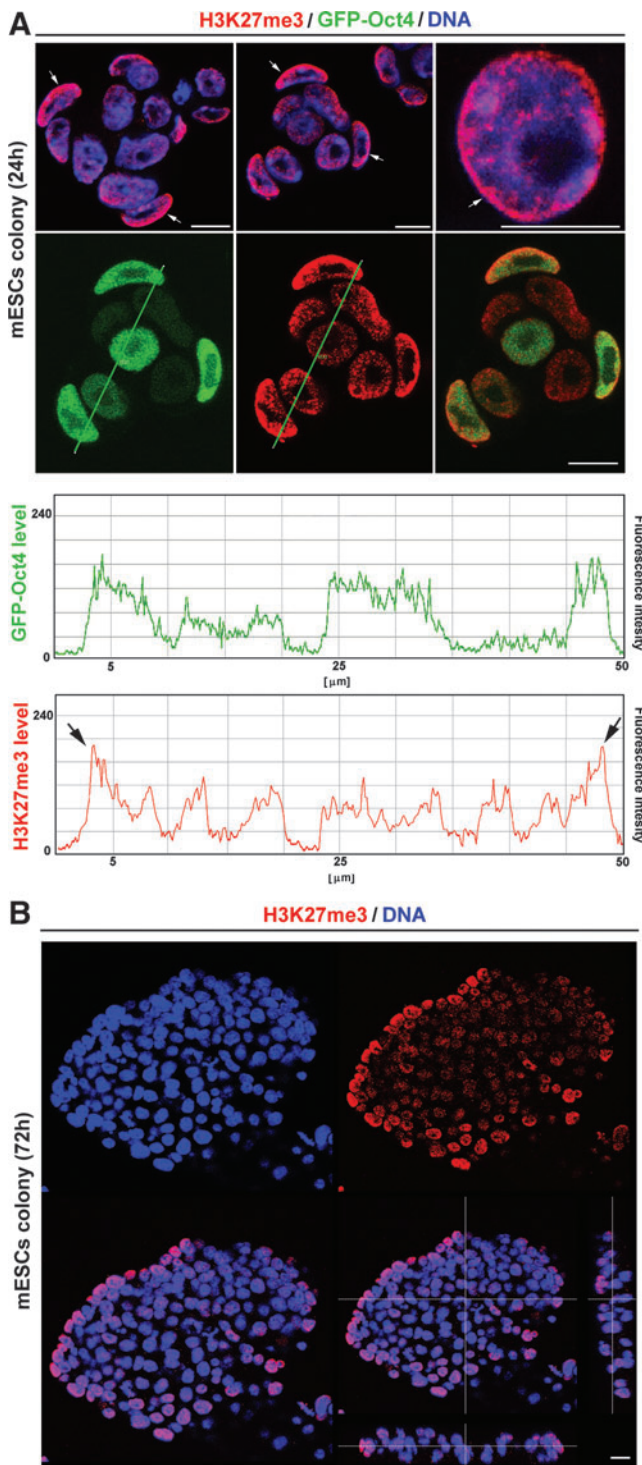 A
H3K27me3 / GFP-Oct4 / DNA
mESCs colony (24h)
GFP-Oct4 level
240
0
5
25
50
[µm]
Fluorescence Intesity
H3K27me3 level
240
0
5
25
50
[µm]
Fluorescence Intesity
B
H3K27me3 / DNA
mESCs colony (72h)